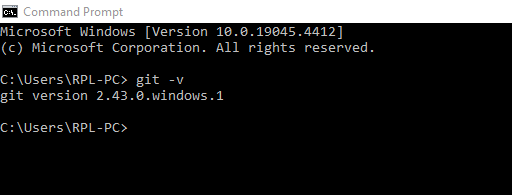 Command Prompt
Microsoft Windows [Version 10.0.19045.4412]
(c) Microsoft Corporation. All rights reserved.
C:\Users\RPL-PC> git -v
git version 2.43.0.windows.1
C:\Users\RPL-PC>